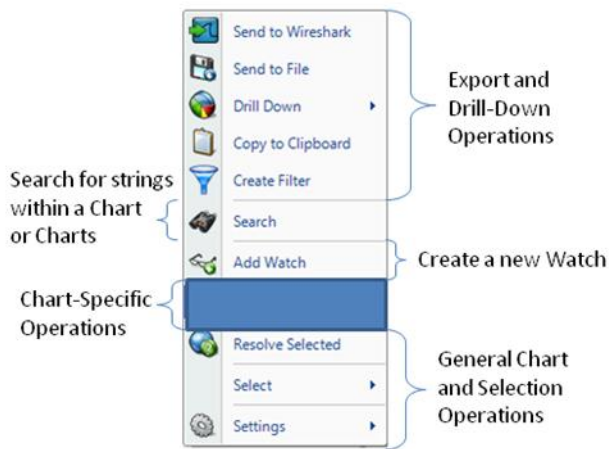 Send to Wireshark
Send to File
Drill Down
Copy to Clipboard
Create Filter
Export and
Drill-Down
Operations
Search for strings
within a Chart
or Charts
Search
Add Watch
Create a new Watch
Chart-Specific
Operations
Resolve Selected
Select
Settings
General Chart
and Selection
Operations